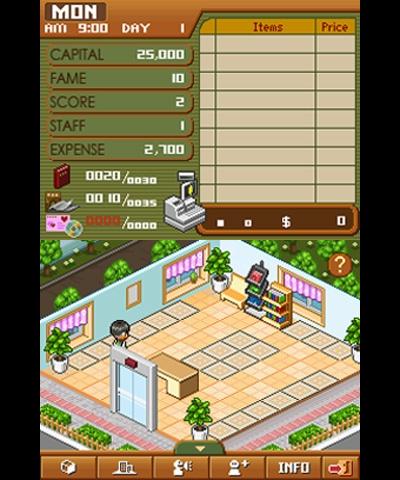 MON
AM 9:00 DAY 1
Items Price
CAPITAL 25,000
FAME 10
SCORE 2
STAFF 1
EXPENSE 2,700
0020/0030
0010/0035
0000/0000
0 $ 0
?
INFO